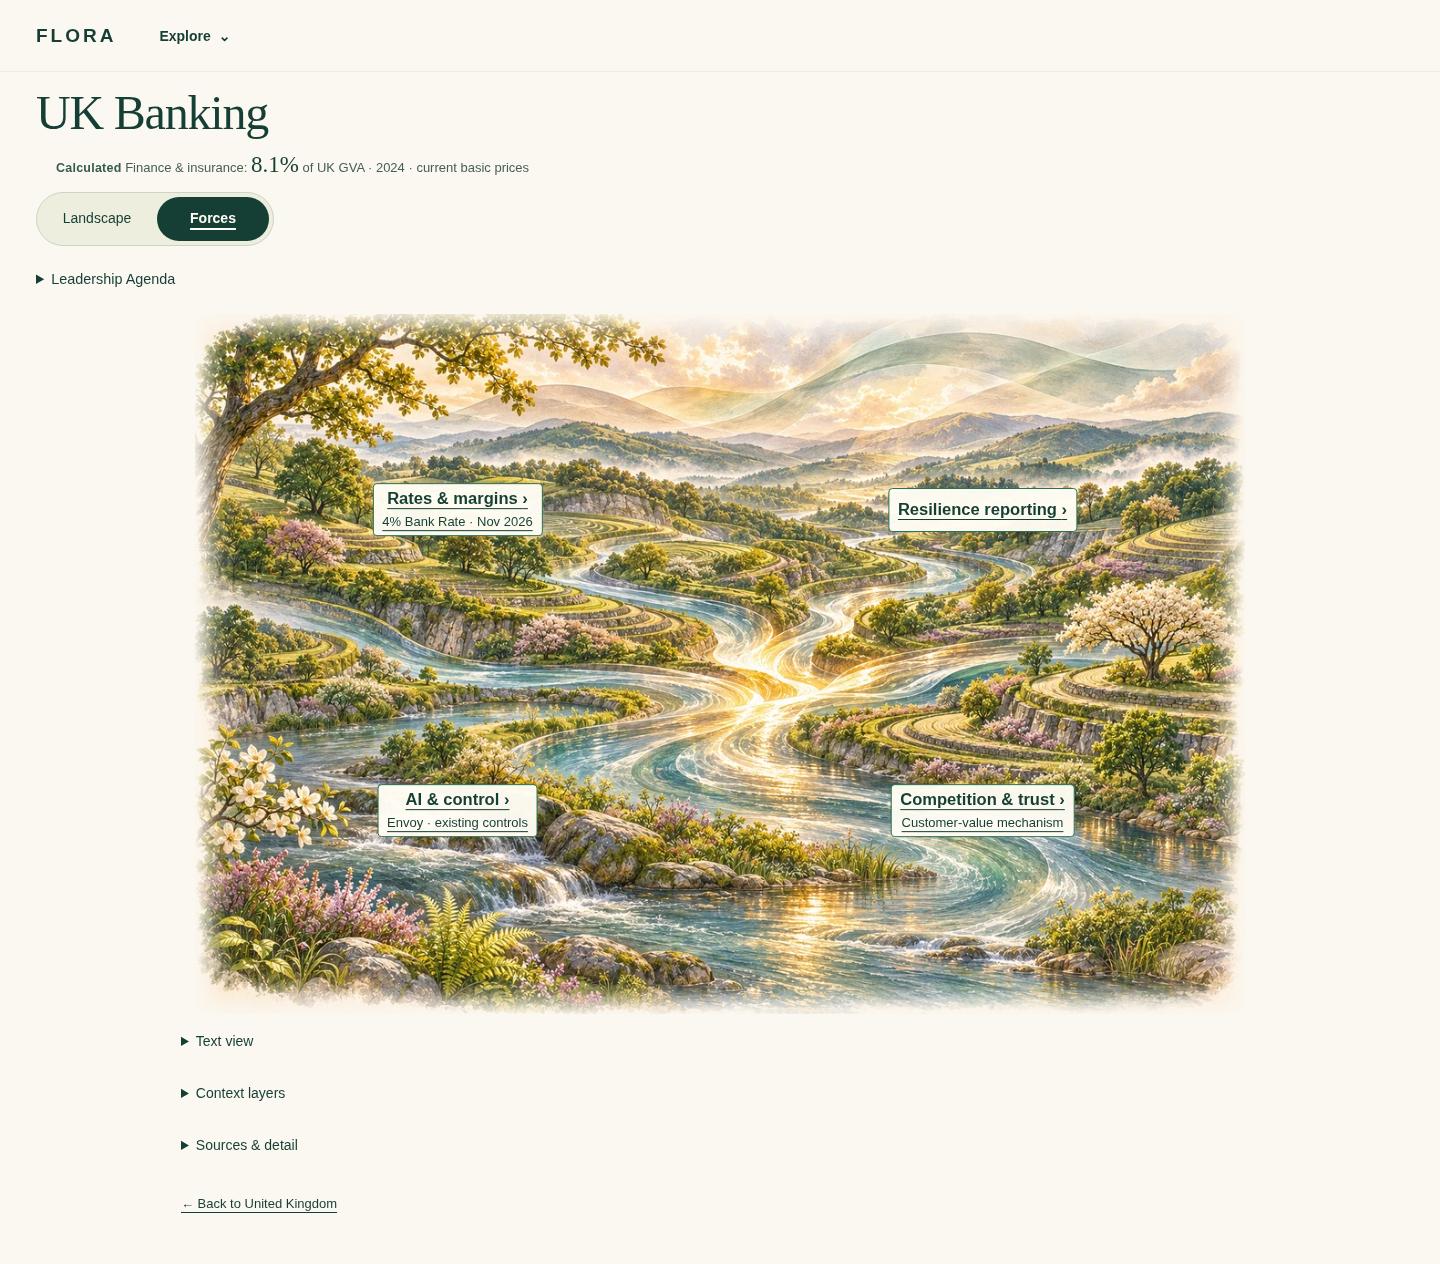 FLORA
Explore ⌄
UK Banking
Calculated Finance & insurance: 8.1% of UK GVA · 2024 · current basic prices
Landscape
Forces
▶ Leadership Agenda
Rates & margins ›
4% Bank Rate · Nov 2026
Resilience reporting ›
AI & control ›
Envoy · existing controls
Competition & trust ›
Customer-value mechanism
▶ Text view
▶ Context layers
▶ Sources & detail
← Back to United Kingdom